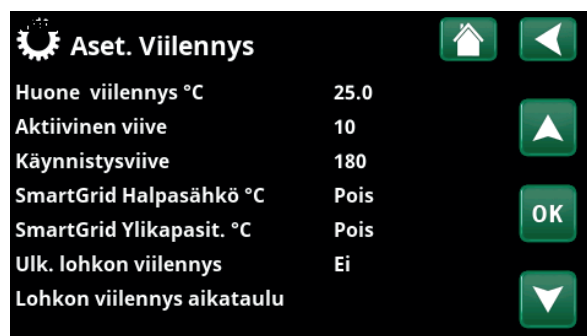 Aset. Viilennys
Huone viilennys °C 25.0
Aktiivinen viive 10
Käynnistysviive 180
SmartGrid Halpasähkö °C Pois
SmartGrid Ylikapasit. °C Pois
OK
Ulk. lohkon viilennys Ei
Lohkon viilennys aikataulu